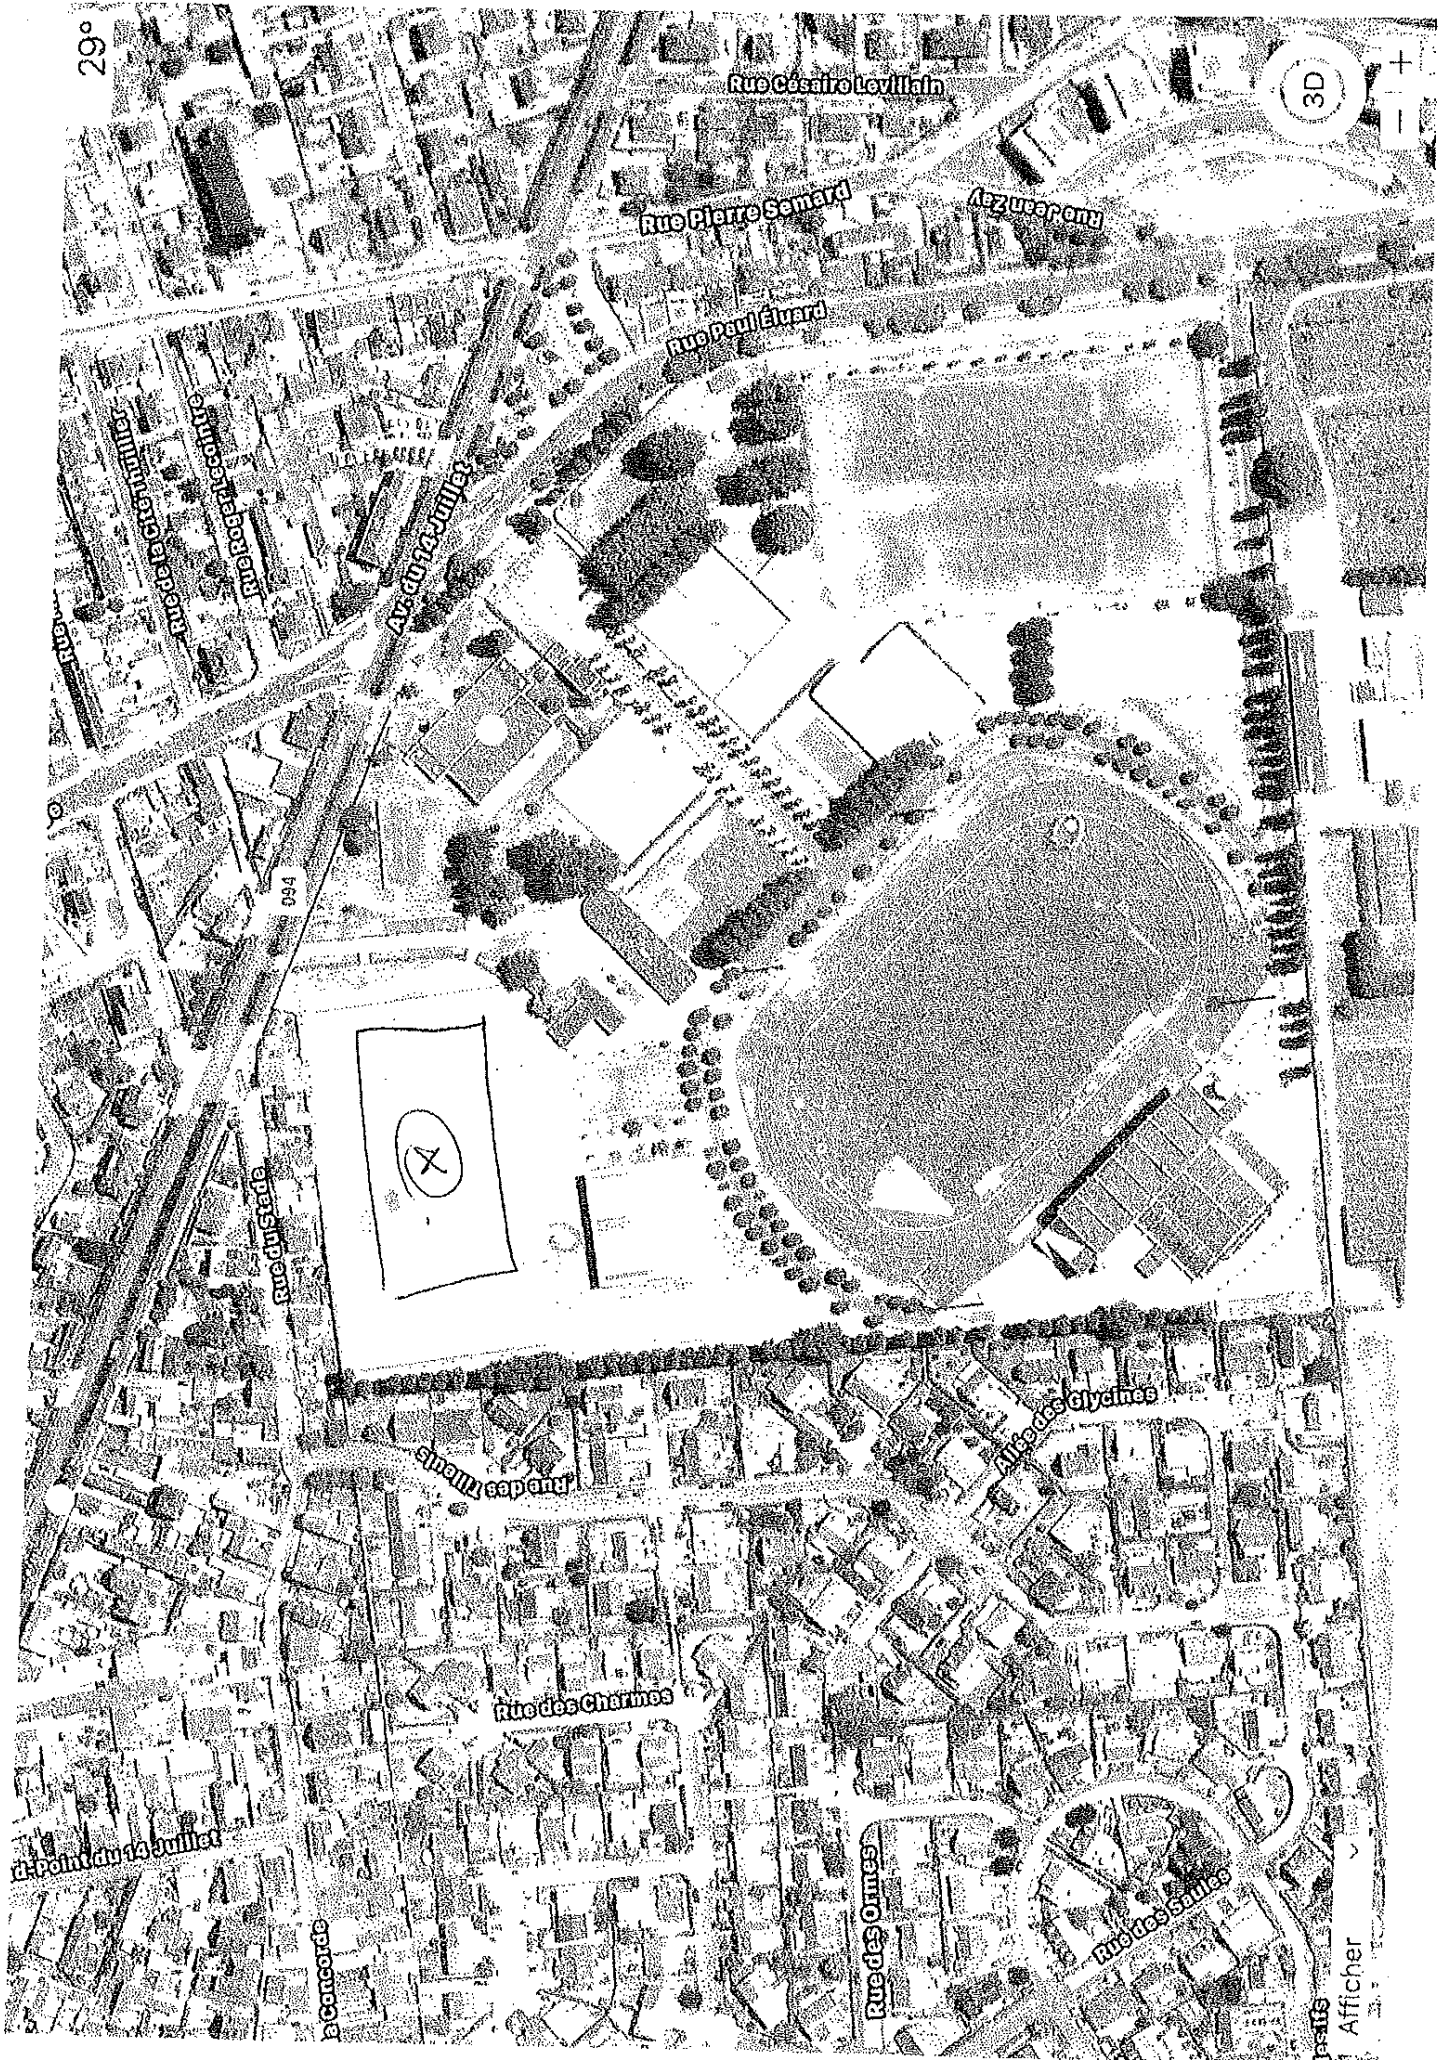 29°
3D
+
−
Rue Césaire Levillain
Rue Pierre Semard
Rue Jean Zay
Rue Paul Éluard
Rue de la Cité Thuillier
Rue Roger Lecointre
Av. du 14 Juillet
D94
X
Rue du Stade
Rue des Tilleuls
Allée des Glycines
Rue des Charmes
d-Point du 14 Juillet
Rue des Ormes
Rue des Saules
a Concorde
Afficher